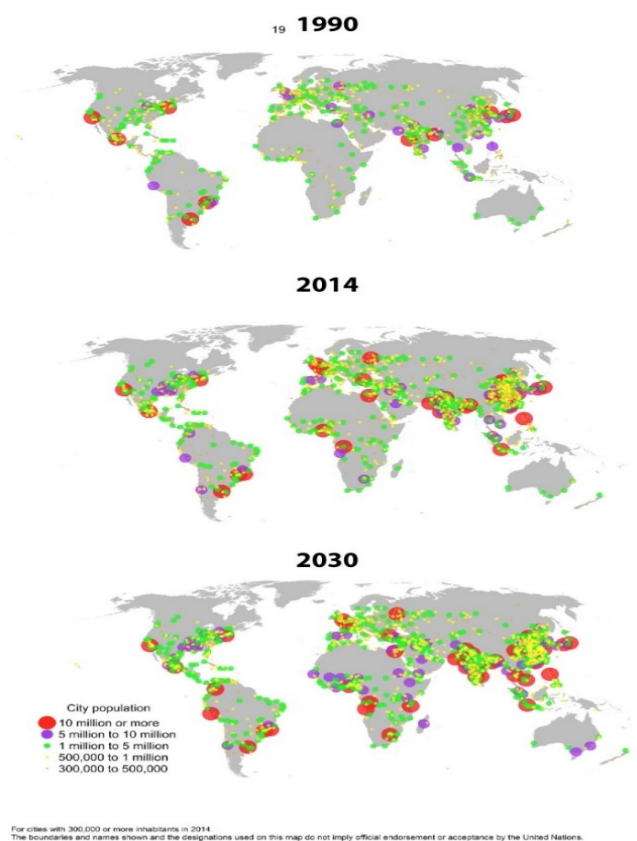 19 1990
2014
2030
City population
10 million or more
5 million to 10 million
1 million to 5 million
500,000 to 1 million
300,000 to 500,000
For cities with 300,000 or more inhabitants in 2014.
The boundaries and names shown and the designations used on this map do not imply official endorsement or acceptance by the United Nations.